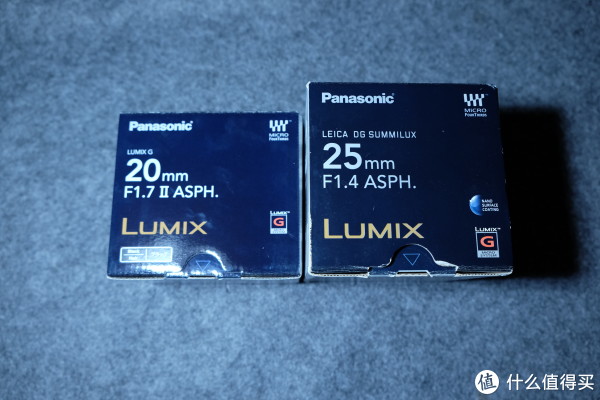 Panasonic
MICRO
FOURTHIRDS
LUMIX G
20mm
F1.7 II ASPH.
LUMIX
LUMIX
G
Panasonic
MICRO
FOURTHIRDS
LEICA DG SUMMILUX
25mm
F1.4 ASPH.
NANO
SURFACE
COATING
LUMIX
LUMIX
G
值 什么值得买